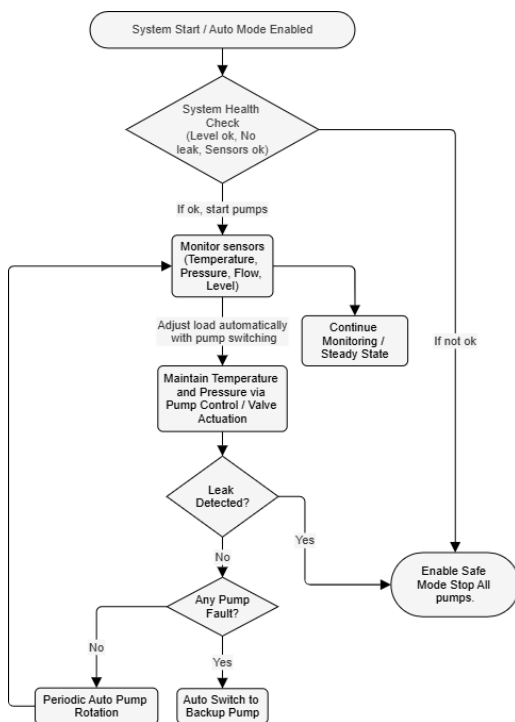 System Start / Auto Mode Enabled
System Health
Check
(Level ok, No
leak, Sensors ok)
If ok, start pumps
Monitor sensors
(Temperature,
Pressure, Flow,
Level)
Adjust load automatically
with pump switching
Continue
Monitoring /
Steady State
If not ok
Maintain Temperature
and Pressure via
Pump Control / Valve
Actuation
Leak
Detected?
Yes
No
Enable Safe
Mode Stop All
pumps.
Any Pump
Fault?
No
Yes
Periodic Auto Pump
Rotation
Auto Switch to
Backup Pump